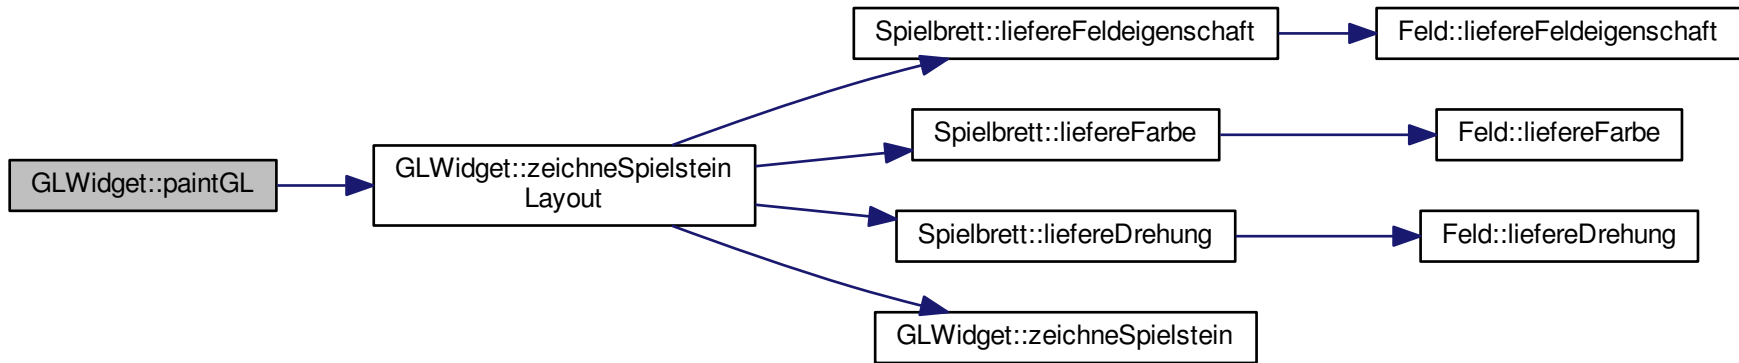 GLWidget::paintGL
GLWidget::zeichneSpielstein
Layout
Spielbrett::liefereFeldeigenschaft
Feld::liefereFeldeigenschaft
Spielbrett::liefereFarbe
Feld::liefereFarbe
Spielbrett::liefereDrehung
Feld::liefereDrehung
GLWidget::zeichneSpielstein